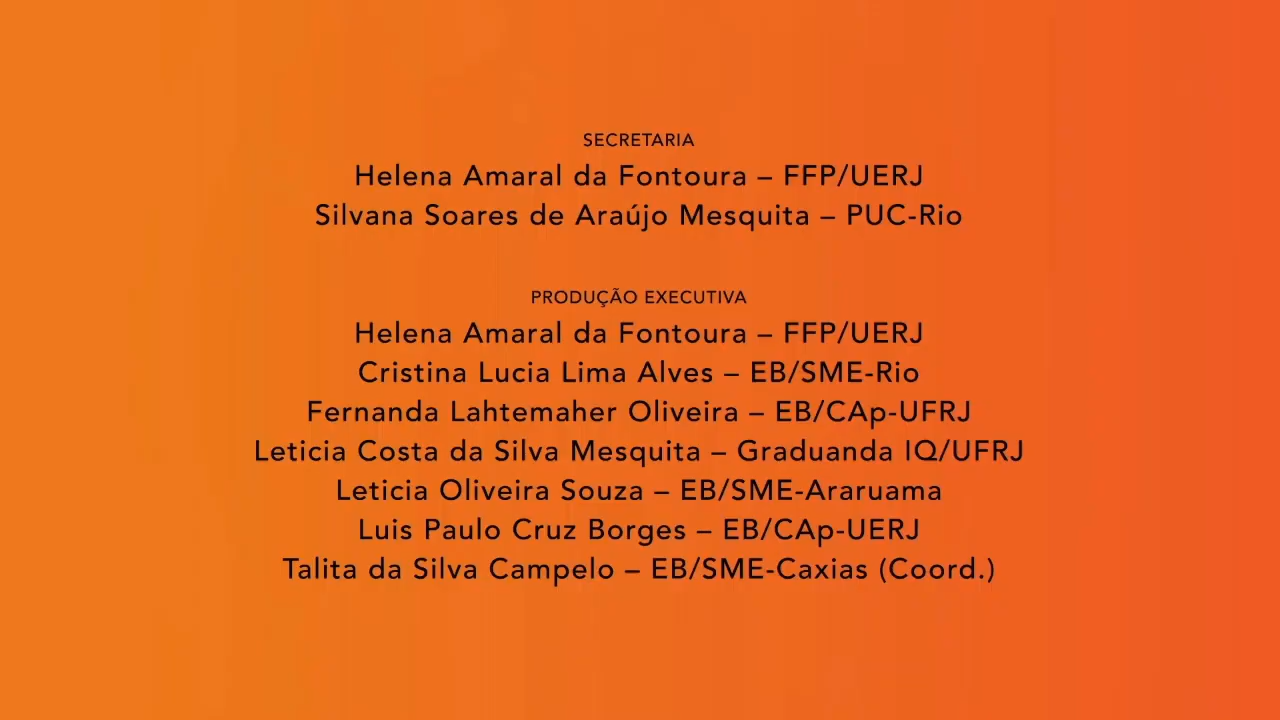 SECRETARIA
Helena Amaral da Fontoura – FFP/UERJ
Silvana Soares de Araújo Mesquita – PUC-Rio
PRODUÇÃO EXECUTIVA
Helena Amaral da Fontoura – FFP/UERJ
Cristina Lucia Lima Alves – EB/SME-Rio
Fernanda Lahtemaher Oliveira – EB/CAp-UFRJ
Leticia Costa da Silva Mesquita – Graduanda IQ/UFRJ
Leticia Oliveira Souza – EB/SME-Araruama
Luis Paulo Cruz Borges – EB/CAp-UERJ
Talita da Silva Campelo – EB/SME-Caxias (Coord.)